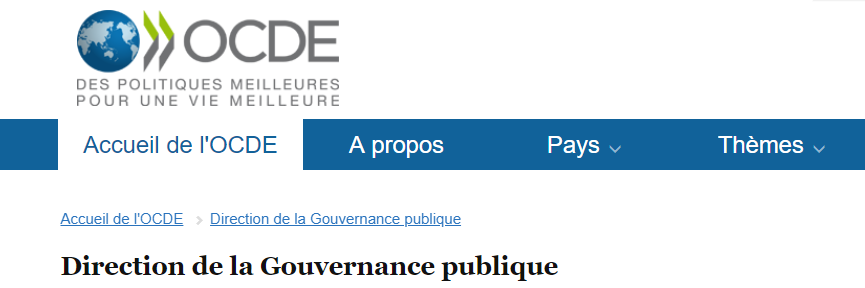 OCDE
DES POLITIQUES MEILLEURES
POUR UNE VIE MEILLEURE
Accueil de l'OCDE A propos Pays Thèmes
Accueil de l'OCDE Direction de la Gouvernance publique
Direction de la Gouvernance publique